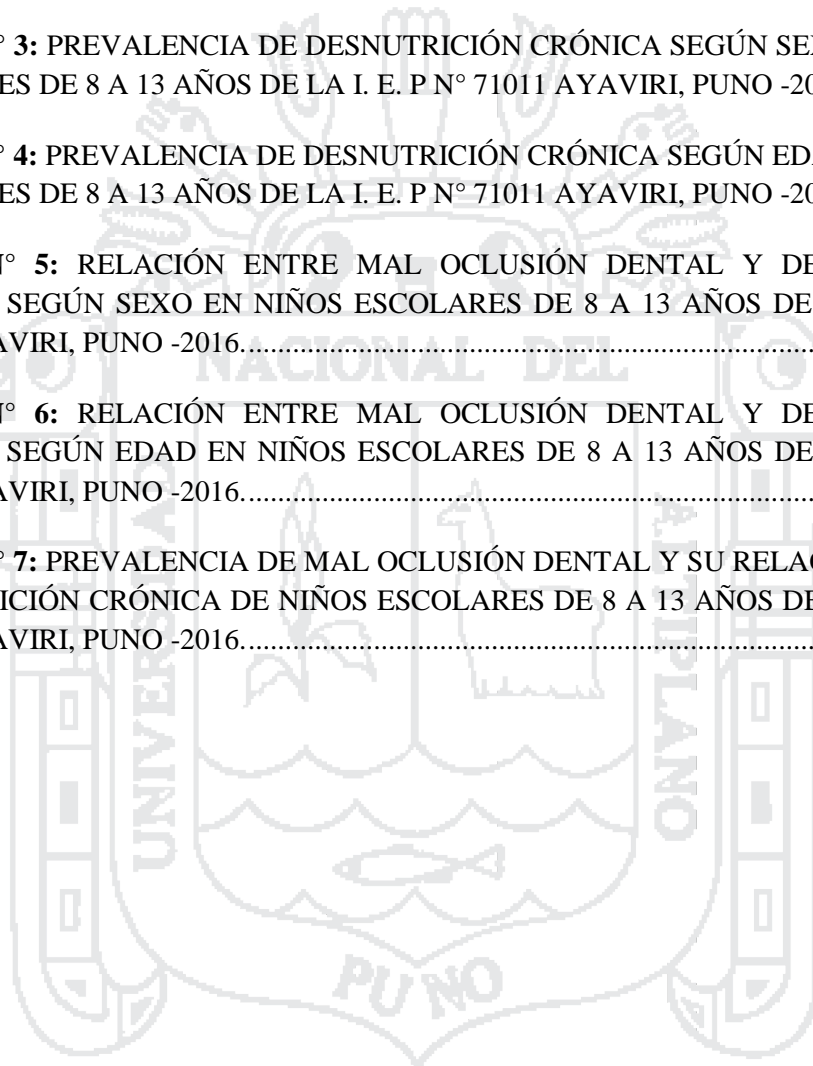 ° 3: PREVALENCIA DE DESNUTRICIÓN CRÓNICA SEGÚN SE
ES DE 8 A 13 AÑOS DE LA I. E. P N° 71011 AYAVIRI, PUNO -20
° 4: PREVALENCIA DE DESNUTRICIÓN CRÓNICA SEGÚN EDA
ES DE 8 A 13 AÑOS DE LA I. E. P N° 71011 AYAVIRI, PUNO -20
N° 5: RELACIÓN ENTRE MAL OCLUSIÓN DENTAL Y DE
SEGÚN SEXO EN NIÑOS ESCOLARES DE 8 A 13 AÑOS DE
AVIRI, PUNO -2016.
N° 6: RELACIÓN ENTRE MAL OCLUSIÓN DENTAL Y DE
SEGÚN EDAD EN NIÑOS ESCOLARES DE 8 A 13 AÑOS DE
AVIRI, PUNO -2016.
° 7: PREVALENCIA DE MAL OCLUSIÓN DENTAL Y SU RELA
ICIÓN CRÓNICA DE NIÑOS ESCOLARES DE 8 A 13 AÑOS DE
AVIRI, PUNO -2016.
NACIONAL DEL
UNIVERSIDAD
ALTIPLANO
PUNO